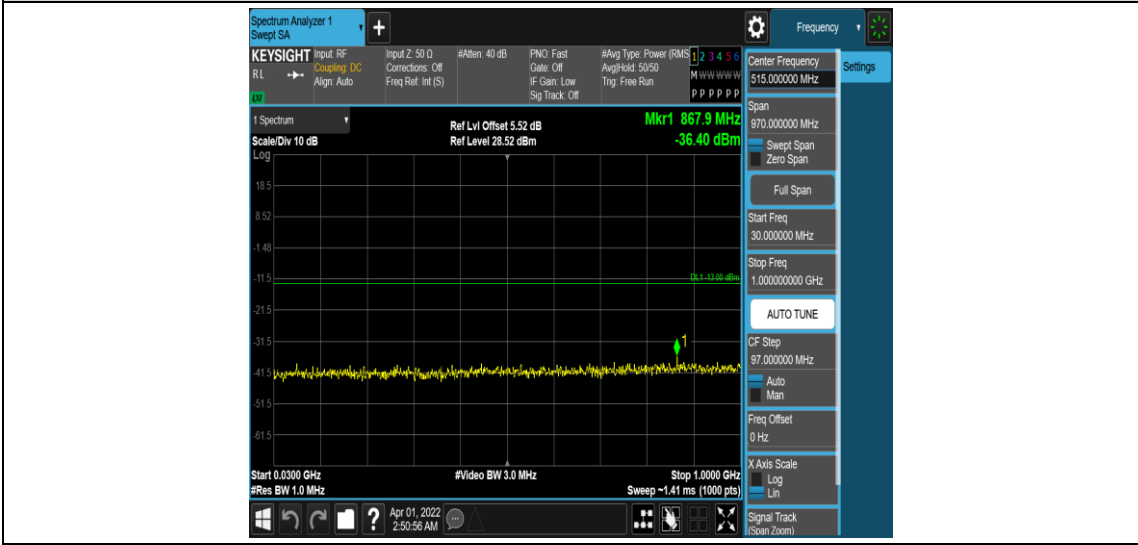 Spectrum Analyzer 1
Swept SA
+
Frequency
KEYSIGHT
RL
LNI
Input: RF
Coupling: DC
Align: Auto
Input Z: 50 Ω
Corrections: Off
Freq Ref: Int (S)
#Atten: 40 dB
PNO: Fast
Gate: Off
IF Gain: Low
Sig Track: Off
#Avg Type: Power (RMS
Avg|Hold: 50/50
Trig: Free Run
1 2 3 4 5 6
M W W W W W
P P P P P P
1 Spectrum
Scale/Div 10 dB
Log
Ref Lvl Offset 5.52 dB
Ref Level 28.52 dBm
Mkr1 867.9 MHz
-36.40 dBm
18.5
8.52
-1.48
-11.5
DL1 -13.00 dBm
-21.5
-31.5
1
-41.5
-51.5
-61.5
Start 0.0300 GHz
#Video BW 3.0 MHz
Stop 1.0000 GHz
#Res BW 1.0 MHz
Sweep ~1.41 ms (1000 pts)
?
Apr 01, 2022
2:50:56 AM
Center Frequency
515.000000 MHz
Settings
Span
970.000000 MHz
Swept Span
Zero Span
Full Span
Start Freq
30.000000 MHz
Stop Freq
1.000000000 GHz
AUTO TUNE
CF Step
97.000000 MHz
Auto
Man
Freq Offset
0 Hz
X Axis Scale
Log
Lin
Signal Track
(Span Zoom)